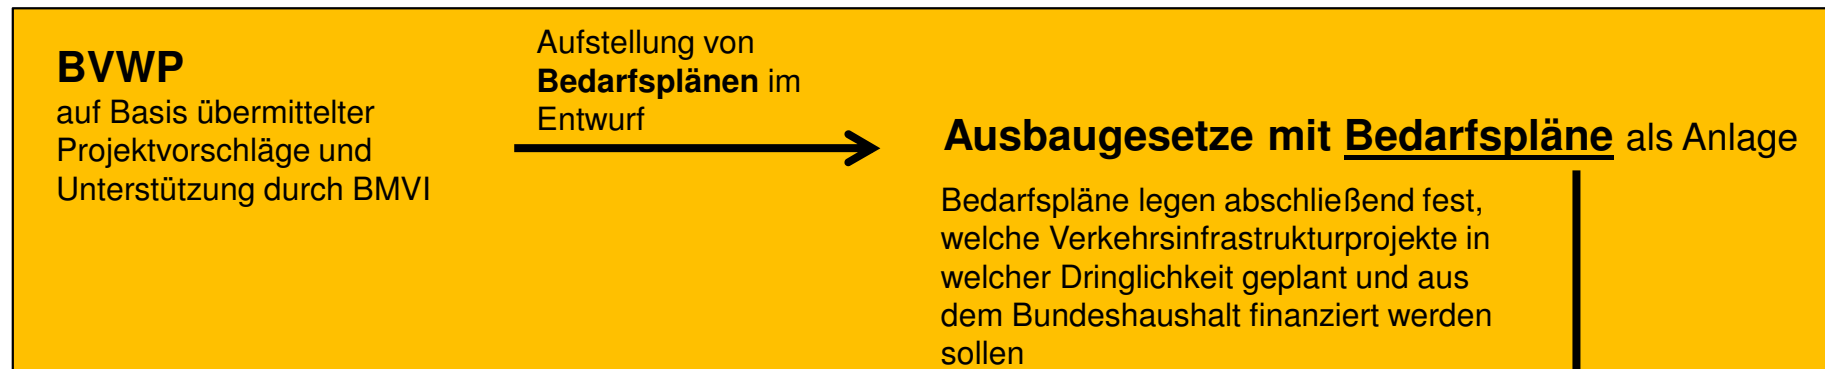 BVWP
auf Basis übermittelter
Projektvorschläge und
Unterstützung durch BMVI
Aufstellung von
Bedarfsplänen im
Entwurf
Ausbaugesetze mit Bedarfspläne als Anlage
Bedarfspläne legen abschließend fest,
welche Verkehrsinfrastrukturprojekte in
welcher Dringlichkeit geplant und aus
dem Bundeshaushalt finanziert werden
sollen